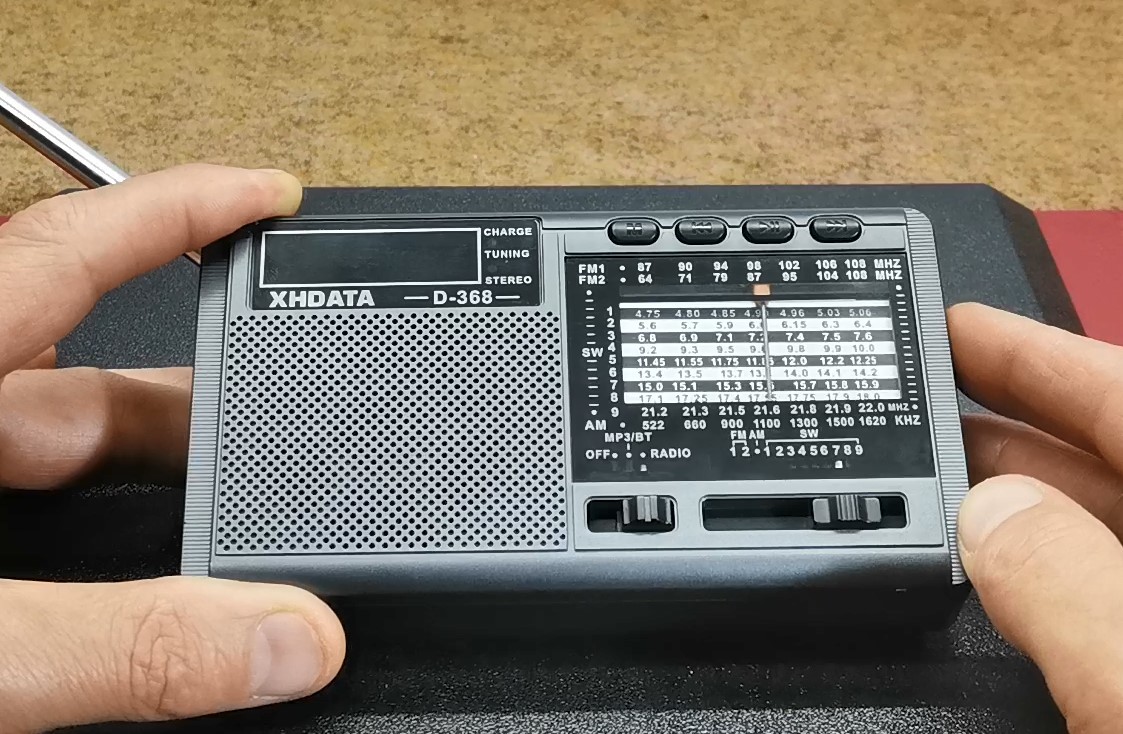 CHARGE
TUNING
STEREO
XHDATA — D-368 —
FM1 • 87 90 94 98 102 106 108 MHZ
FM2 • 64 71 79 87 95 104 108 MHZ
1 4.75 4.80 4.85 4.96 5.03 5.06
2 5.6 5.7 5.9 6.15 6.3 6.4
3 6.8 6.9 7.1 7.4 7.5 7.6
SW 4 9.2 9.3 9.5 9.8 9.9 10.0
5 11.45 11.55 11.75 12.0 12.2 12.25
6 13.4 13.5 13.7 14.0 14.1 14.2
7 15.0 15.1 15.3 15.7 15.8 15.9
8 17.1 17.25 17.4 17.75 17.9 18.0
9 21.2 21.3 21.5 21.6 21.8 21.9 22.0 MHZ •
AM • 522 660 900 1100 1300 1500 1620 KHZ
MP3/BT FM AM SW
OFF • • • RADIO 1 2 • 1 2 3 4 5 6 7 8 9